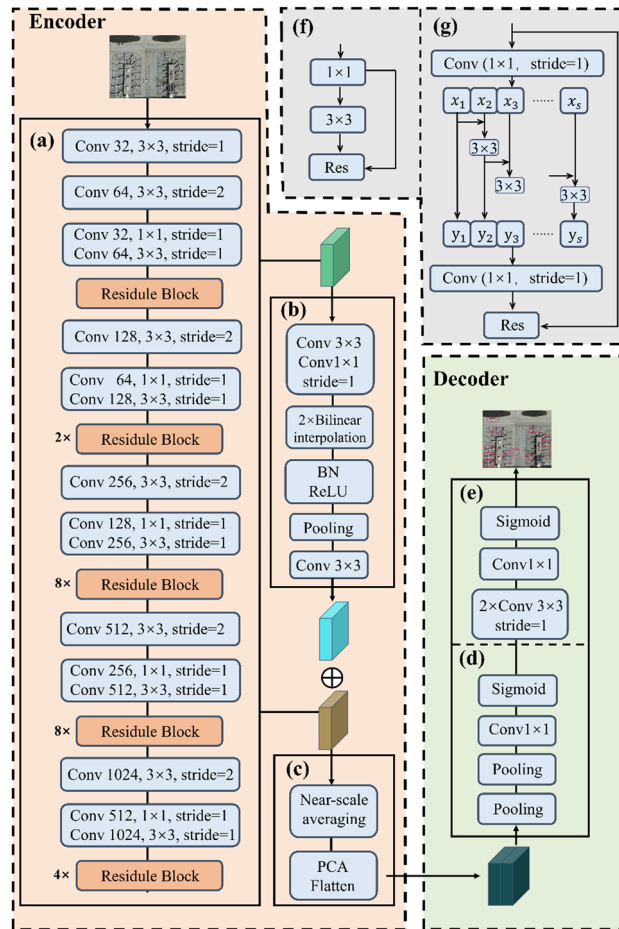 Encoder
(a)
Conv 32, 3×3, stride=1
Conv 64, 3×3, stride=2
Conv 32, 1×1, stride=1
Conv 64, 3×3, stride=1
Residule Block
Conv 128, 3×3, stride=2
Conv 64, 1×1, stride=1
Conv 128, 3×3, stride=1
2× Residule Block
Conv 256, 3×3, stride=2
Conv 128, 1×1, stride=1
Conv 256, 3×3, stride=1
8× Residule Block
Conv 512, 3×3, stride=2
Conv 256, 1×1, stride=1
Conv 512, 3×3, stride=1
8× Residule Block
Conv 1024, 3×3, stride=2
Conv 512, 1×1, stride=1
Conv 1024, 3×3, stride=1
4× Residule Block
(b)
Conv 3×3
Conv1×1
stride=1
2×Bilinear
interpolation
BN
ReLU
Pooling
Conv 3×3
(c)
Near-scale
averaging
PCA
Flatten
(f)
1×1
3×3
Res
(g)
Conv (1×1, stride=1)
x₁ x₂ x₃ ...... xₛ
3×3
3×3
3×3
y₁ y₂ y₃ ...... yₛ
Conv (1×1, stride=1)
Res
Decoder
(e)
Sigmoid
Conv1×1
2×Conv 3×3
stride=1
(d)
Sigmoid
Conv1×1
Pooling
Pooling